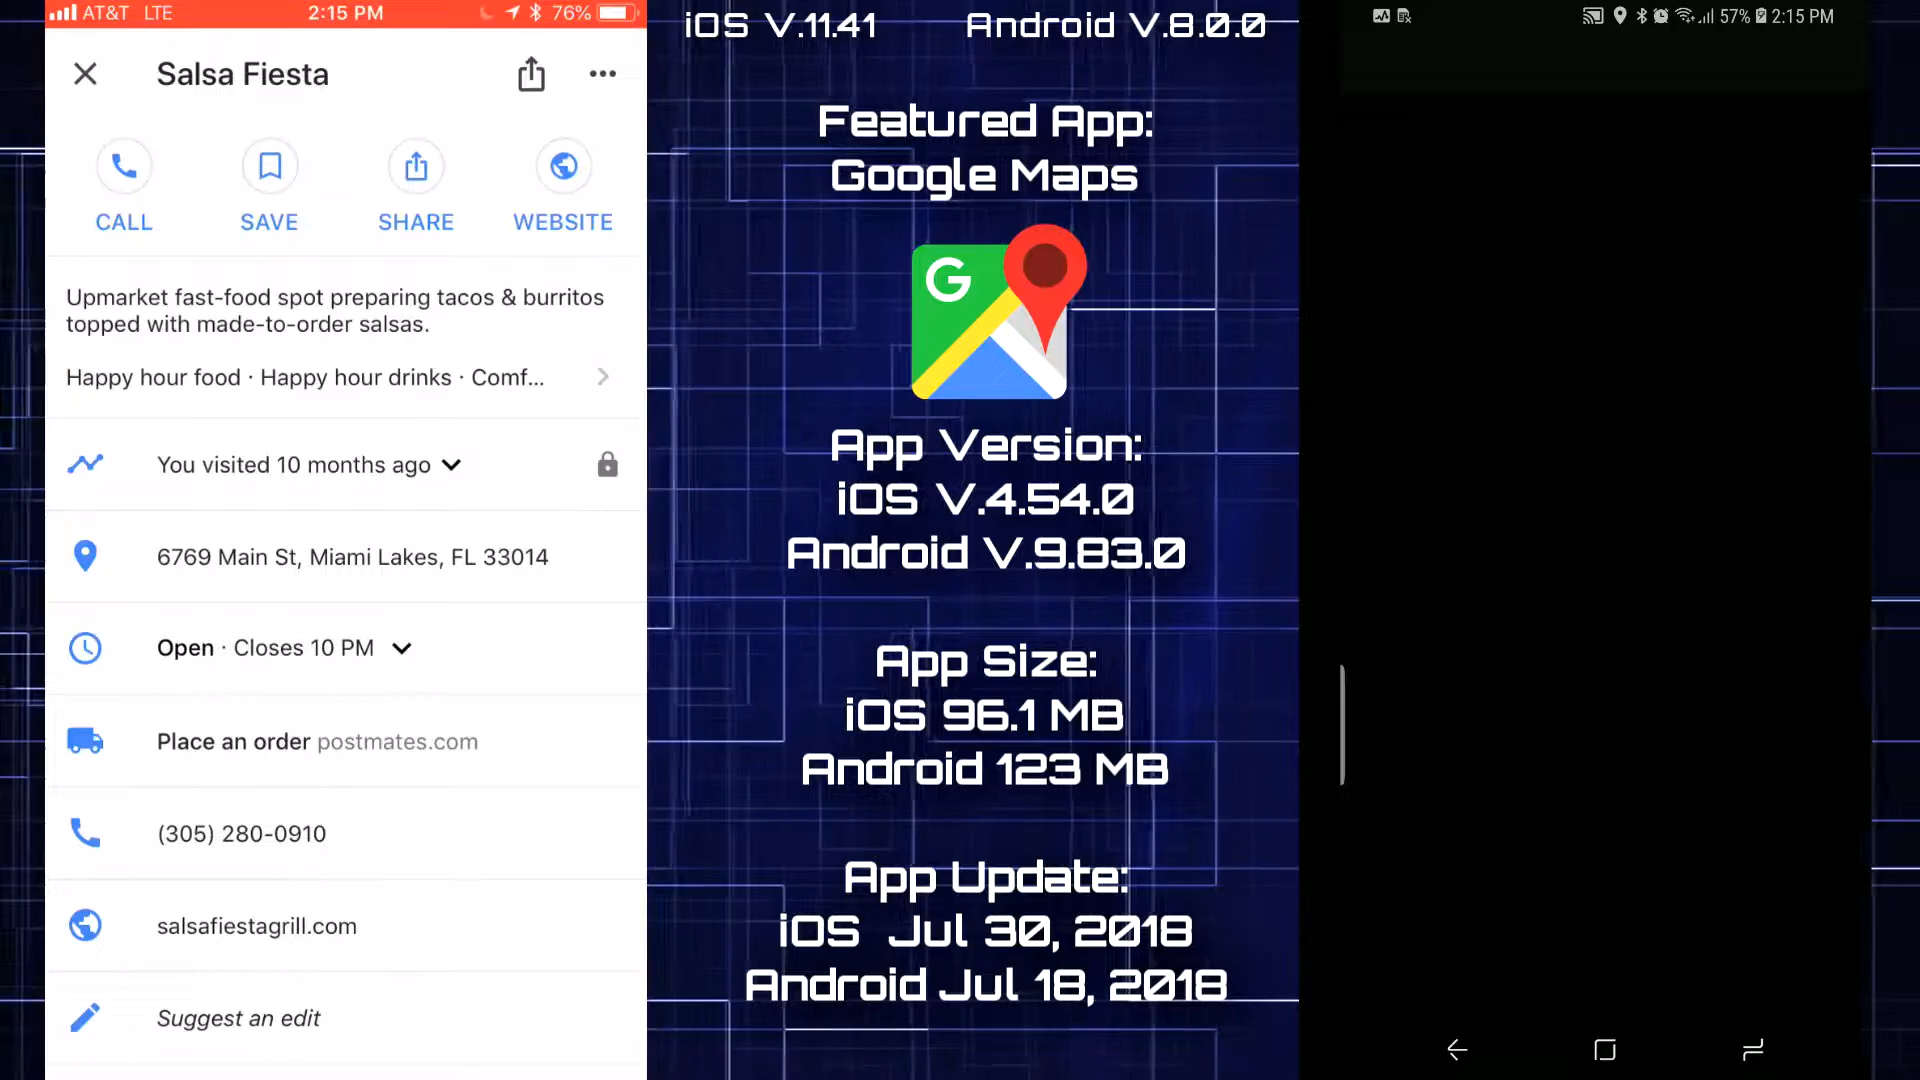 AT&T LTE 2:15 PM 76%
Salsa Fiesta
CALL SAVE SHARE WEBSITE
Upmarket fast-food spot preparing tacos & burritos
topped with made-to-order salsas.
Happy hour food · Happy hour drinks · Comf...
You visited 10 months ago
6769 Main St, Miami Lakes, FL 33014
Open · Closes 10 PM
Place an order postmates.com
(305) 280-0910
salsafiestagrill.com
Suggest an edit
iOS V.11.41 Android V.8.0.0
Featured App:
Google Maps
G
App Version:
iOS V.4.54.0
Android V.9.83.0
App Size:
iOS 96.1 MB
Android 123 MB
App Update:
iOS Jul 30, 2018
Android Jul 18, 2018
57% 2:15 PM